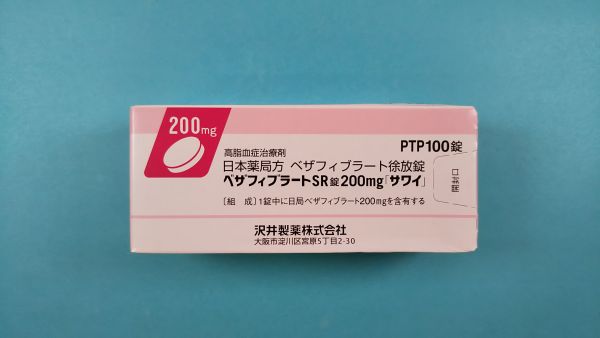 200mg
PTP100錠
高脂血症治療剤
日本薬局方 ベザフィブラート徐放錠
ベザフィブラートSR錠200mg「サワイ」
〔組 成〕1錠中に日局ベザフィブラート200mgを含有する
開封口
沢井製薬株式会社
大阪市淀川区宮原5丁目2-30